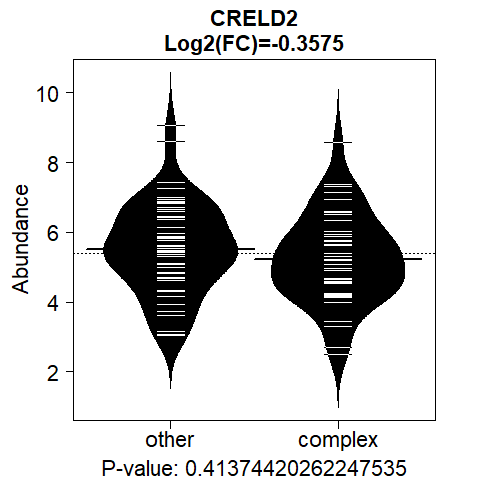 CRELD2
Log2(FC)=-0.3575
Abundance
10
8
6
4
2
other complex
P-value: 0.41374420262247535